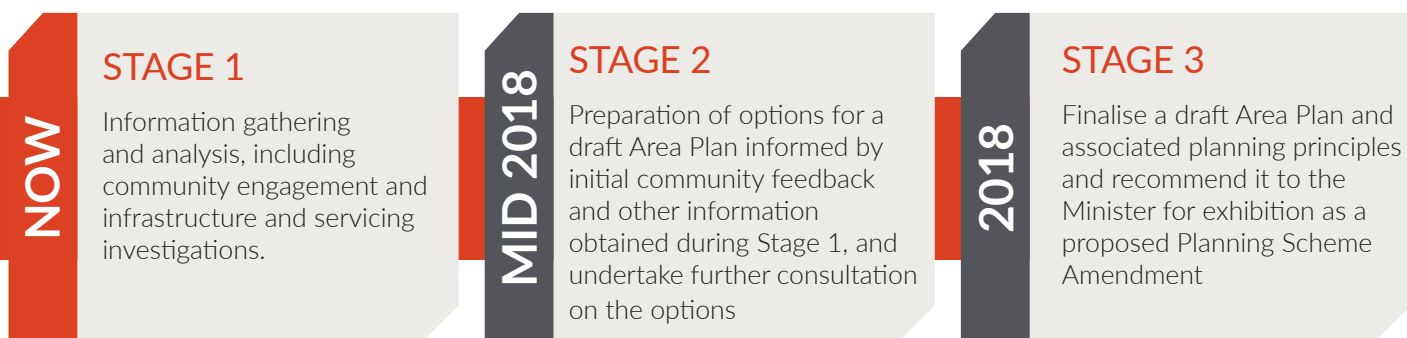 NOW
STAGE 1
Information gathering
and analysis, including
community engagement and
infrastructure and servicing
investigations.
MID 2018
STAGE 2
Preparation of options for a
draft Area Plan informed by
initial community feedback
and other information
obtained during Stage 1, and
undertake further consultation
on the options
2018
STAGE 3
Finalise a draft Area Plan and
associated planning principles
and recommend it to the
Minister for exhibition as a
proposed Planning Scheme
Amendment